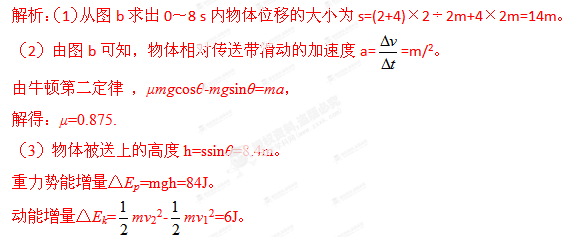 解析：（1）从图 b 求出 0～8 s 内物体位移的大小为 s=(2+4)×2÷2m+4×2m=14m。
（2）由图 b 可知，物体相对传送带滑动的加速度 a=Δv/Δt=m/²。
由牛顿第二定律 ，μmgcosθ-mgsinθ=ma，
解得：μ=0.875.
（3）物体被送上的高度 h=ssinθ=8.4m。
重力势能增量△Eₚ=mgh=84J。
动能增量△Eₖ=1/2 mv₂²-1/2 mv₁²=6J。